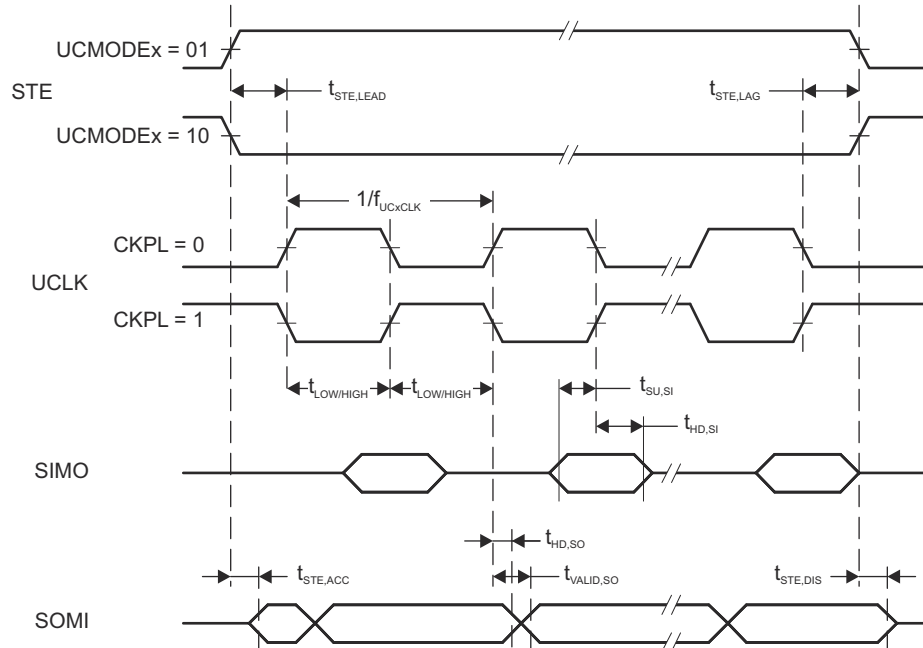 UCMODEx = 01
STE
tSTE,LEAD
tSTE,LAG
UCMODEx = 10
1/fUCxCLK
CKPL = 0
UCLK
CKPL = 1
tLOW/HIGH
tLOW/HIGH
tSU,SI
tHD,SI
SIMO
tHD,SO
tSTE,ACC
tVALID,SO
tSTE,DIS
SOMI